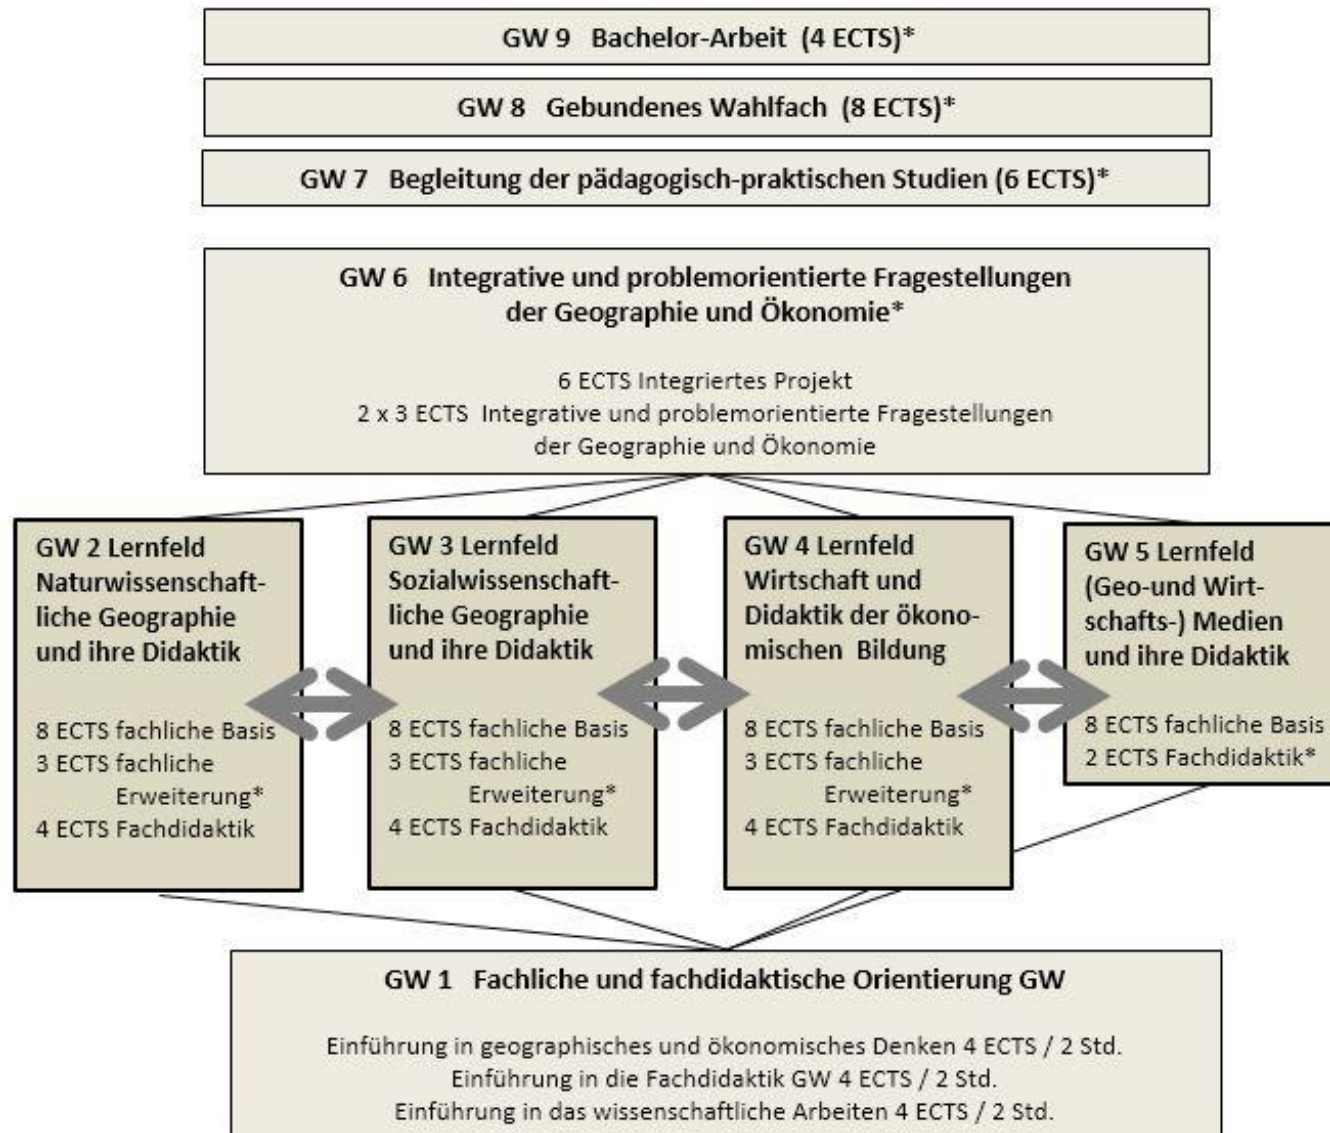 GW 9 Bachelor-Arbeit (4 ECTS)*
GW 8 Gebundenes Wahlfach (8 ECTS)*
GW 7 Begleitung der pädagogisch-praktischen Studien (6 ECTS)*
GW 6 Integrative und problemorientierte Fragestellungen
der Geographie und Ökonomie*
6 ECTS Integriertes Projekt
2 x 3 ECTS Integrative und problemorientierte Fragestellungen
der Geographie und Ökonomie
GW 2 Lernfeld
Naturwissenschaft-
liche Geographie
und ihre Didaktik
8 ECTS fachliche Basis
3 ECTS fachliche
Erweiterung*
4 ECTS Fachdidaktik
GW 3 Lernfeld
Sozialwissenschaft-
liche Geographie
und ihre Didaktik
8 ECTS fachliche Basis
3 ECTS fachliche
Erweiterung*
4 ECTS Fachdidaktik
GW 4 Lernfeld
Wirtschaft und
Didaktik der ökono-
mischen Bildung
8 ECTS fachliche Basis
3 ECTS fachliche
Erweiterung*
4 ECTS Fachdidaktik
GW 5 Lernfeld
(Geo-und Wirt-
schafts-) Medien
und ihre Didaktik
8 ECTS fachliche Basis
2 ECTS Fachdidaktik*
GW 1 Fachliche und fachdidaktische Orientierung GW
Einführung in geographisches und ökonomisches Denken 4 ECTS / 2 Std.
Einführung in die Fachdidaktik GW 4 ECTS / 2 Std.
Einführung in das wissenschaftliche Arbeiten 4 ECTS / 2 Std.